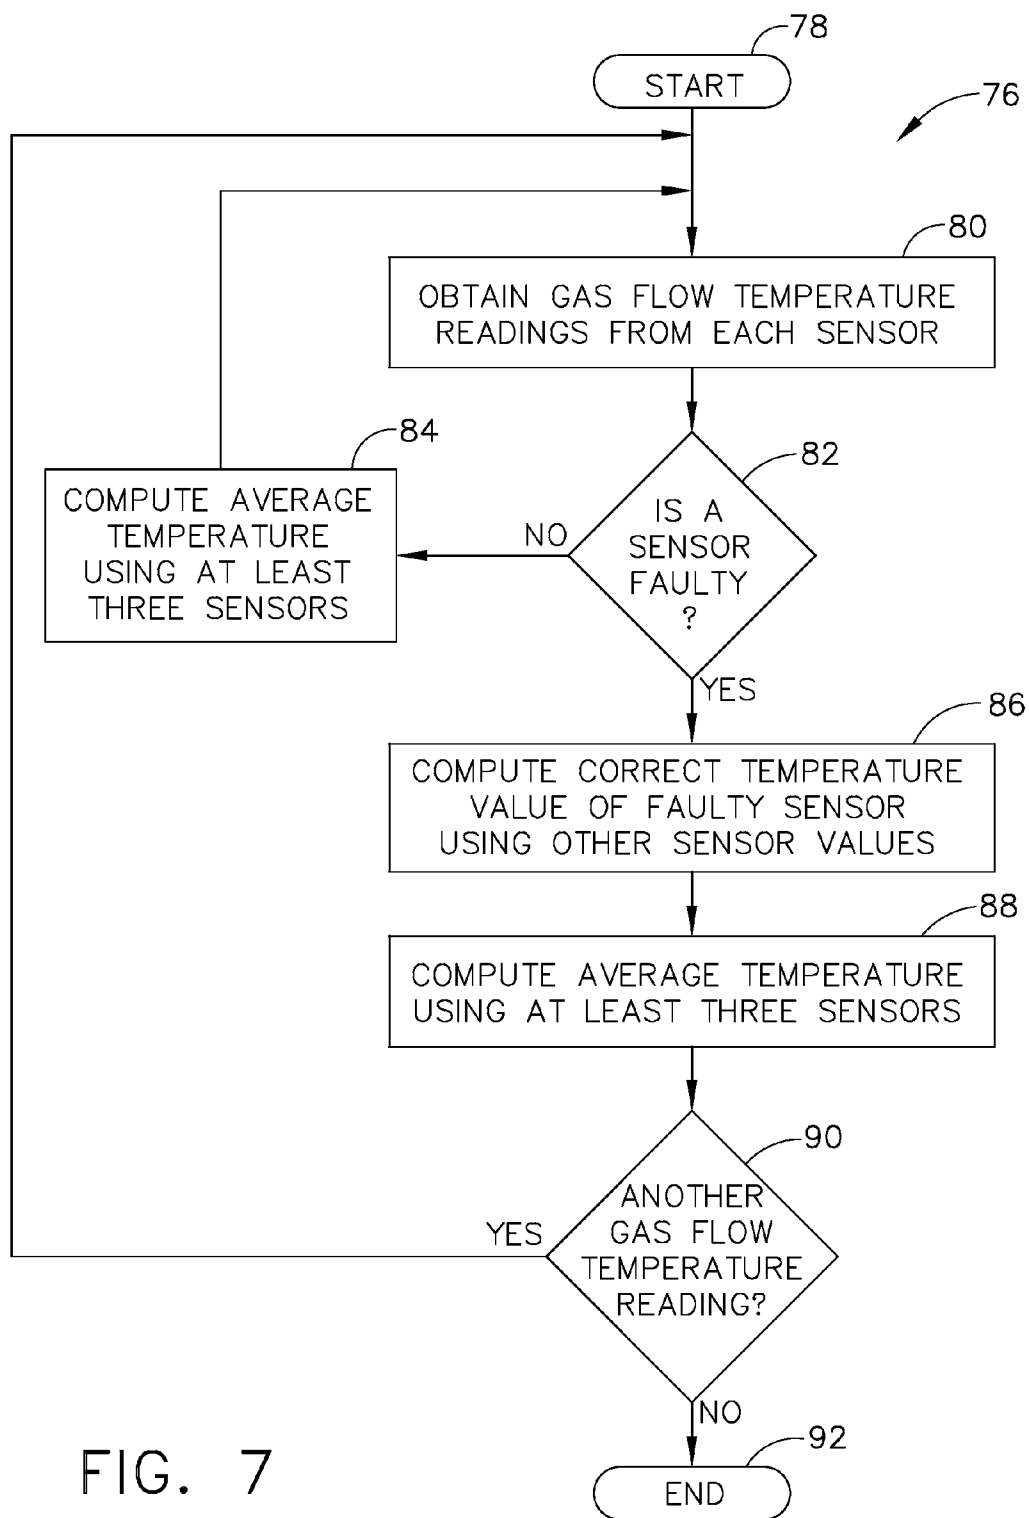 78
START
76
80
OBTAIN GAS FLOW TEMPERATURE
READINGS FROM EACH SENSOR
84
COMPUTE AVERAGE
TEMPERATURE
USING AT LEAST
THREE SENSORS
NO
82
IS A
SENSOR
FAULTY
?
YES
86
COMPUTE CORRECT TEMPERATURE
VALUE OF FAULTY SENSOR
USING OTHER SENSOR VALUES
88
COMPUTE AVERAGE TEMPERATURE
USING AT LEAST THREE SENSORS
90
ANOTHER
GAS FLOW
TEMPERATURE
READING?
YES
NO
92
END
FIG. 7